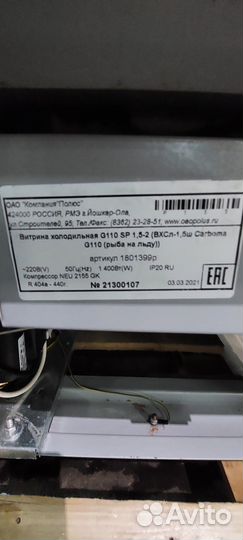 ОАО "Компания"Полюс"
424000 РОССИЯ, РМЭ г.Йошкар-Ола,
ул.Строителей, 95; Тел./Факс: (8362) 23-28-51, www.oaopolus.ru
Витрина холодильная G110 SP 1,5-2 (ВХСл-1,5ш Carboma
G110 (рыба на льду))
артикул 1801399р
~220В(V) 50Гц(Hz) 1 400Вт(W) IP20 RU
Компрессор NEU 2155 GK
R 404a - 440г.
№ 21300107
03.03.2021
EAC
Avito